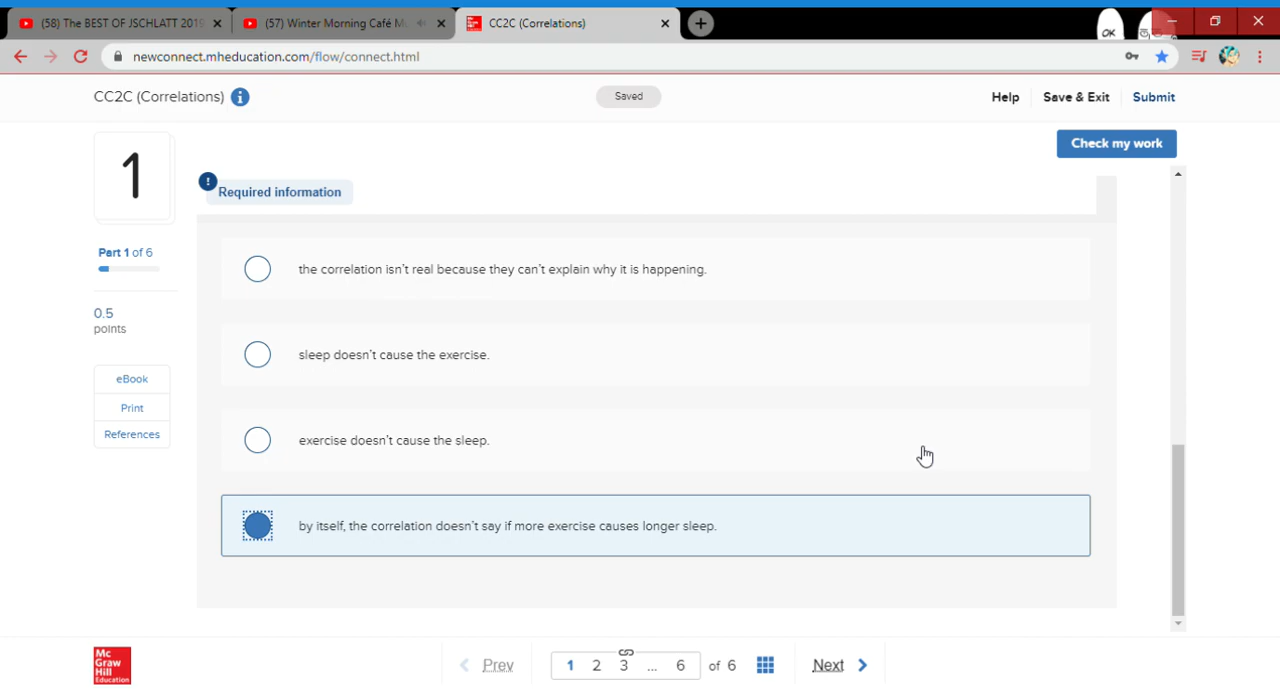 (58) The BEST OF JSCHLATT 2019
(57) Winter Morning Café M
CC2C (Correlations)
OK
newconnect.mheducation.com/flow/connect.html
CC2C (Correlations)
Saved
Help
Save & Exit
Submit
Check my work
1
Required information
Part 1 of 6
0.5
points
eBook
Print
References
the correlation isn't real because they can't explain why it is happening.
sleep doesn't cause the exercise.
exercise doesn't cause the sleep.
by itself, the correlation doesn't say if more exercise causes longer sleep.
Mc
Graw
Hill
Education
Prev
1 2 3 ... 6 of 6
Next